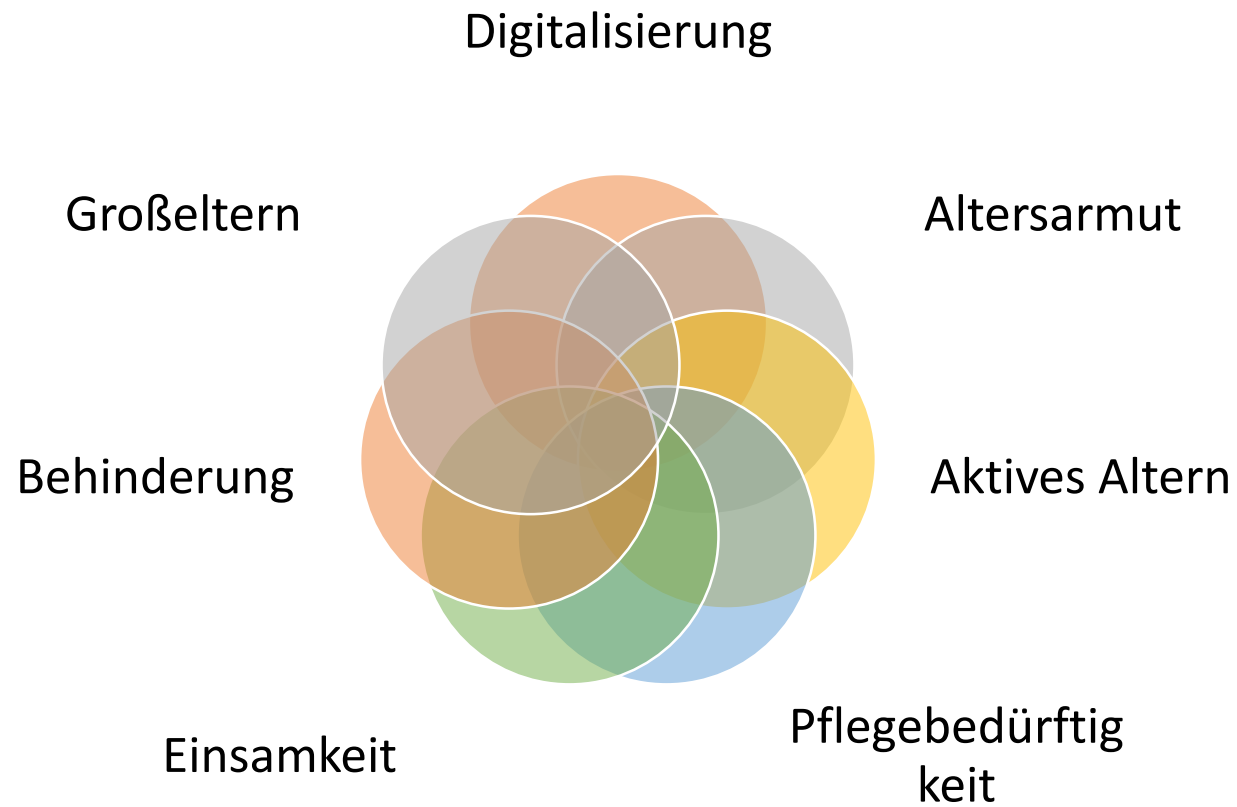 Digitalisierung
Großeltern
Altersarmut
Behinderung
Aktives Altern
Einsamkeit
Pflegebedürftig
keit